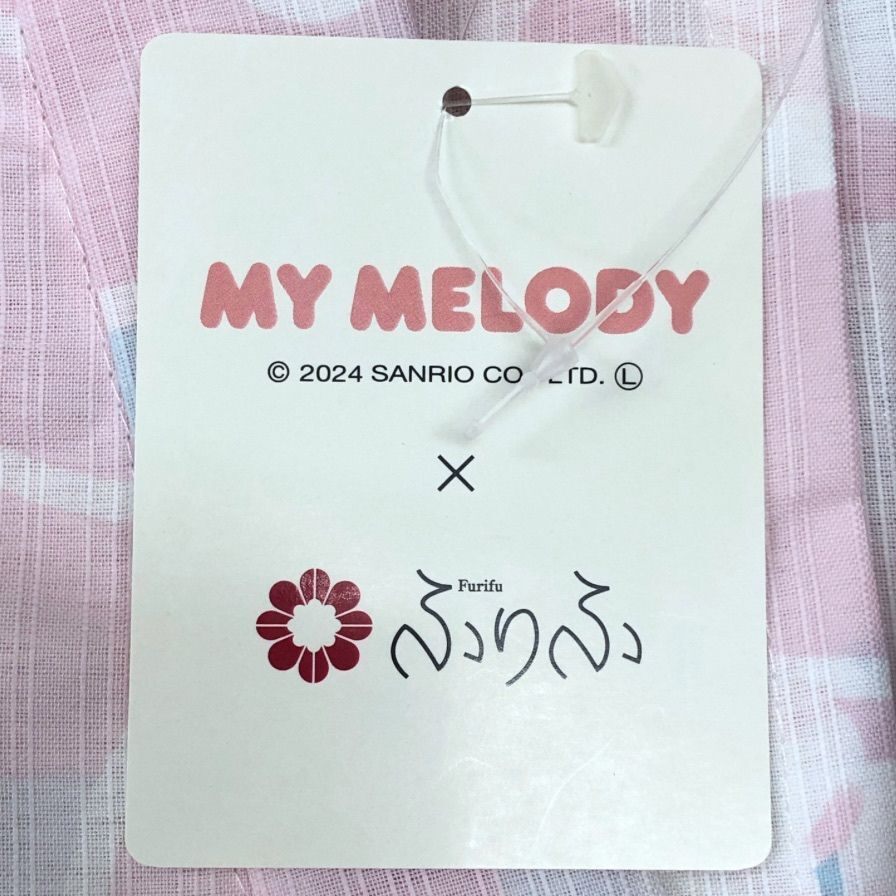 MY MELODY
© 2024 SANRIO CO LTD. Ⓛ
×
Furifu
ふりふ